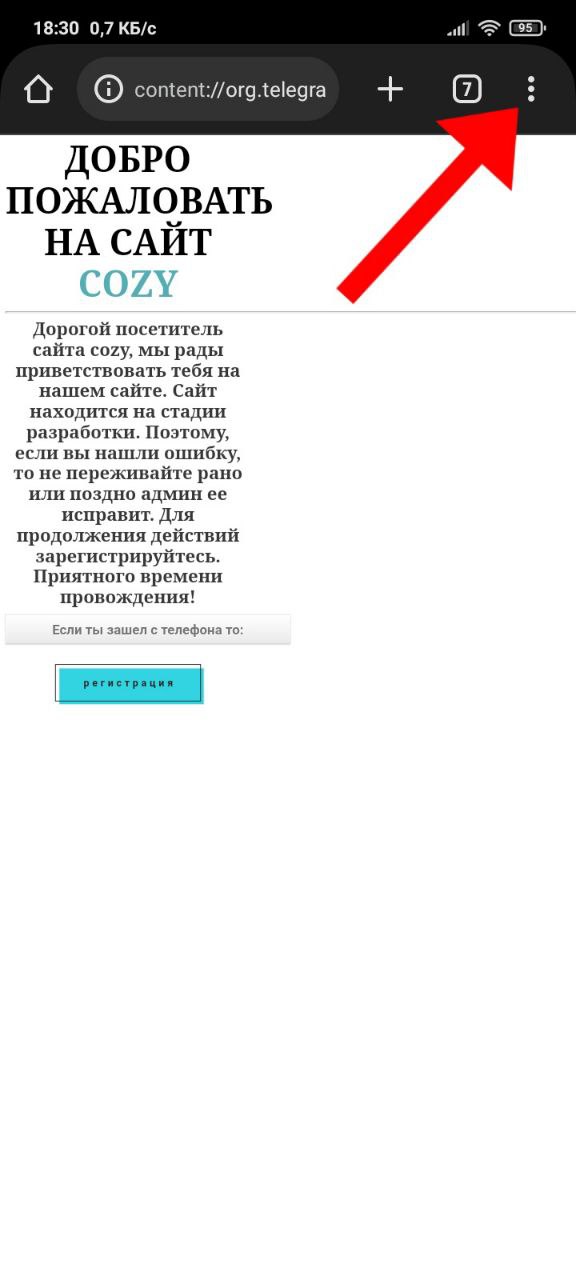 18:30 0,7 КБ/с 95
content://org.telegra 7
ДОБРО
ПОЖАЛОВАТЬ
НА САЙТ
COZY
Дорогой посетитель
сайта cozy, мы рады
приветствовать тебя на
нашем сайте. Сайт
находится на стадии
разработки. Поэтому,
если вы нашли ошибку,
то не переживайте рано
или поздно админ ее
исправит. Для
продолжения действий
зарегистрируйтесь.
Приятного времени
провождения!
Если ты зашел с телефона то:
регистрация